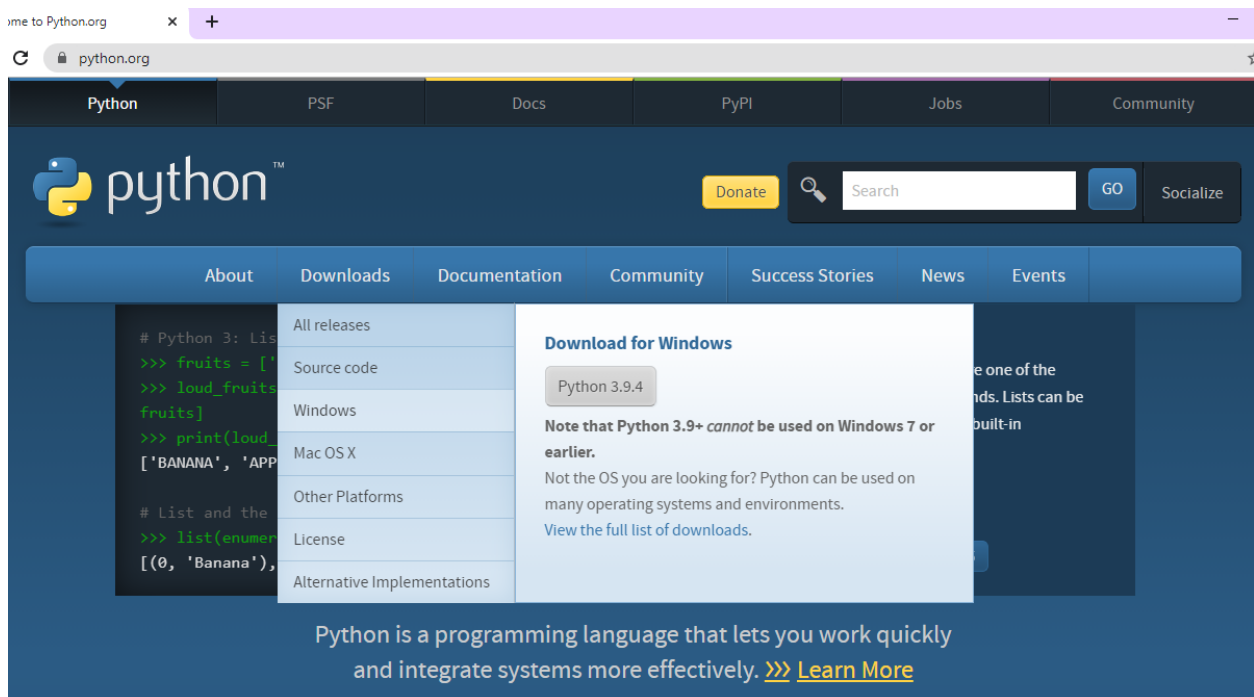 ome to Python.org
python.org
Python PSF Docs PyPI Jobs Community
python™
Donate Search GO Socialize
About Downloads Documentation Community Success Stories News Events
# Python 3: Lis
>>> fruits = ['
>>> loud_fruits
fruits]
>>> print(loud_
['BANANA', 'APP
# List and the
>>> list(enumer
[(0, 'Banana'),
All releases
Source code
Windows
Mac OS X
Other Platforms
License
Alternative Implementations
Download for Windows
Python 3.9.4
Note that Python 3.9+ cannot be used on Windows 7 or
earlier.
Not the OS you are looking for? Python can be used on
many operating systems and environments.
View the full list of downloads.
e one of the
nds. Lists can be
built-in
Python is a programming language that lets you work quickly
and integrate systems more effectively. >>> Learn More